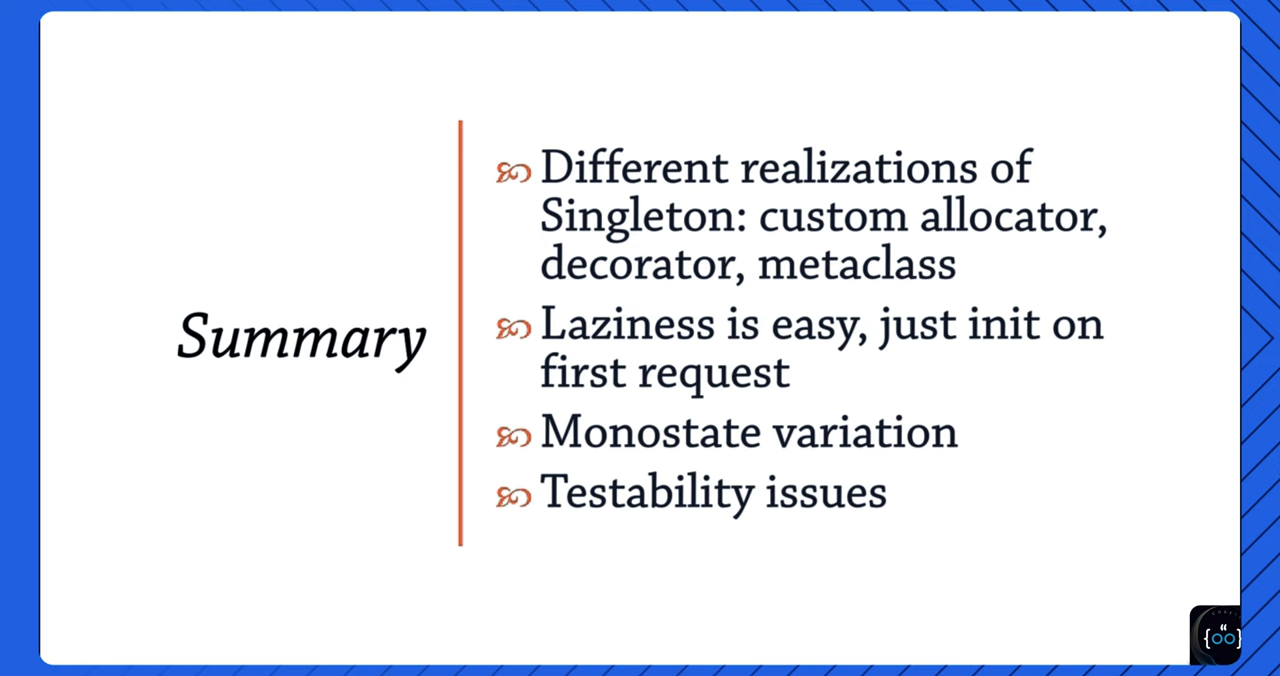 Summary
Different realizations of
Singleton: custom allocator,
decorator, metaclass
Laziness is easy, just init on
first request
Monostate variation
Testability issues